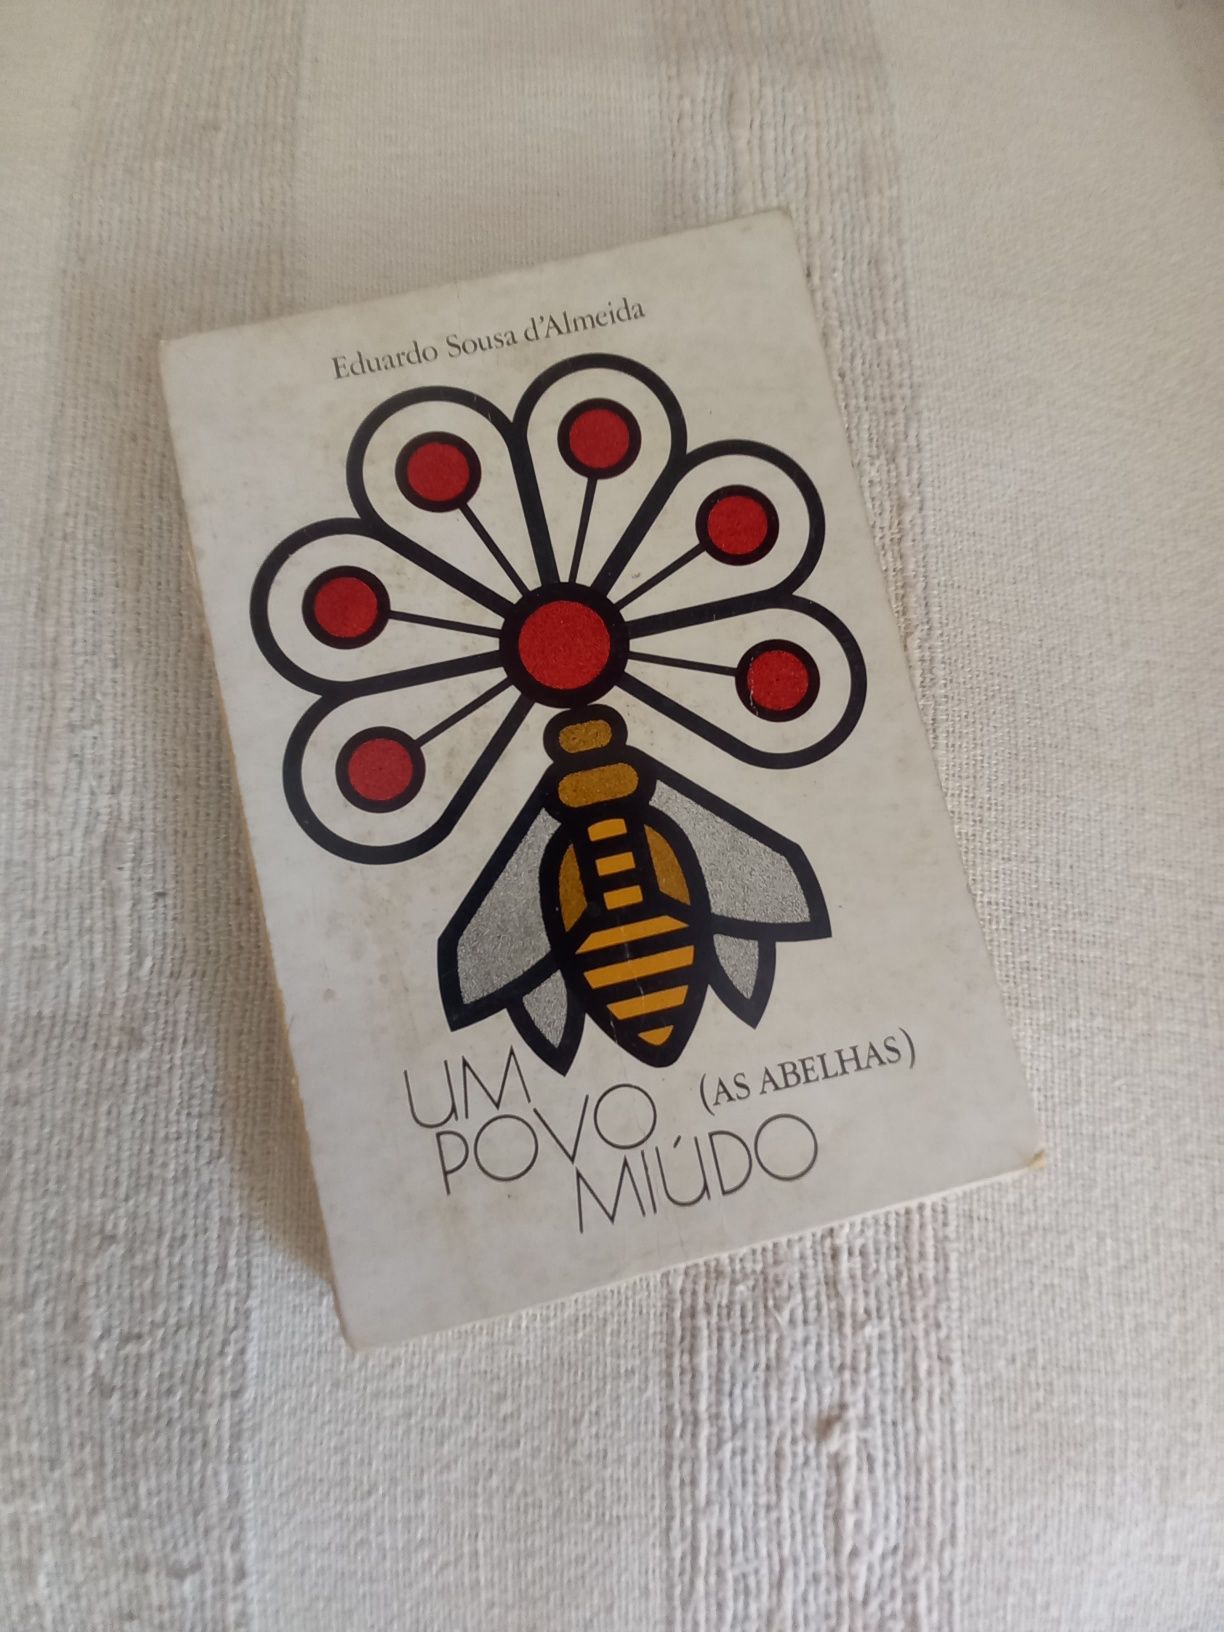 Eduardo Sousa d'Almeida
UM
POVO
(AS ABELHAS)
MIÚDO